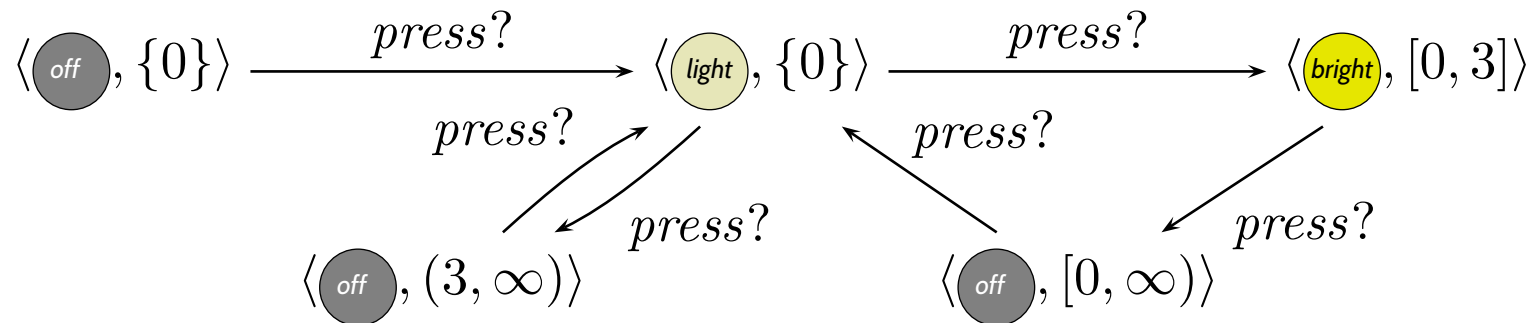 press? press?
⟨off, {0}⟩ ⟨light, {0}⟩ ⟨bright, [0, 3]⟩
press? press?
press? press?
⟨off, (3, ∞)⟩ ⟨off, [0, ∞)⟩